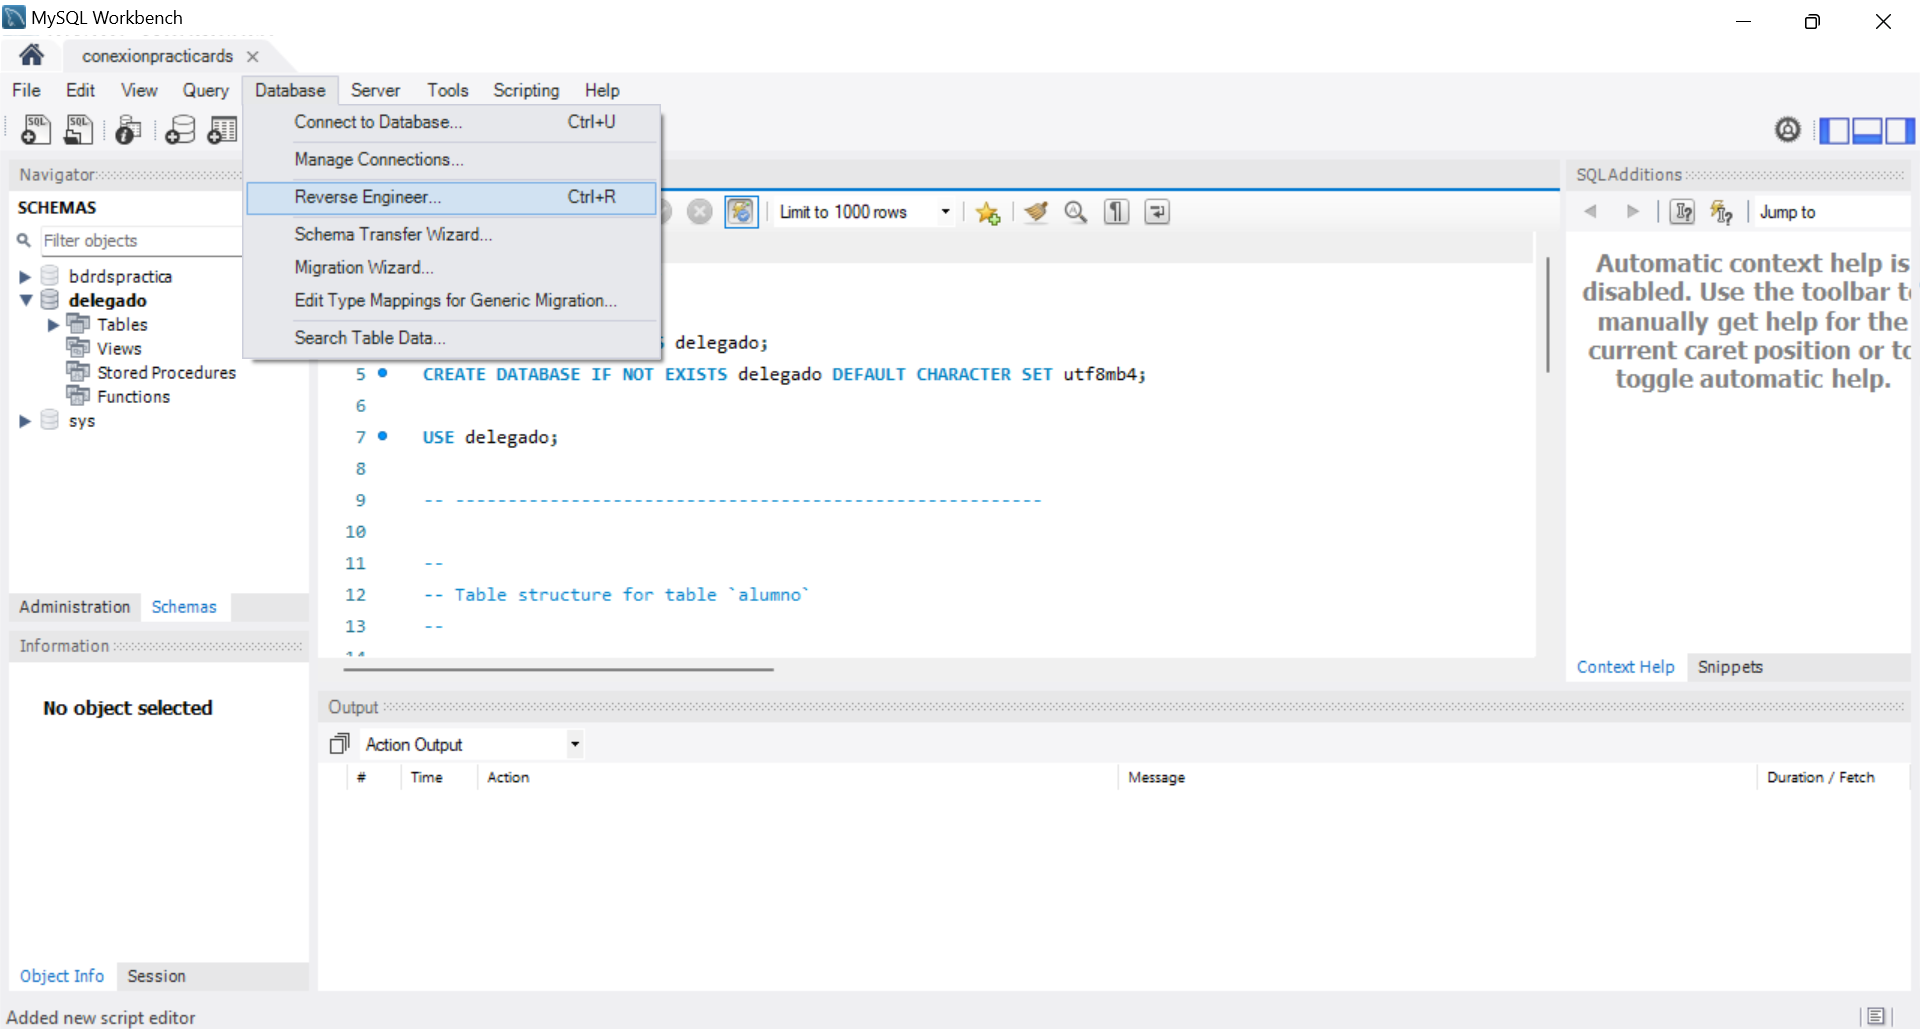 MySQL Workbench
conexionpracticards
File Edit View Query Database Server Tools Scripting Help
Connect to Database... Ctrl+U
Manage Connections...
Reverse Engineer... Ctrl+R
Schema Transfer Wizard...
Migration Wizard...
Edit Type Mappings for Generic Migration...
Search Table Data...
SQL SQL
Limit to 1000 rows
Navigator
SCHEMAS
Filter objects
bdrdspractica
delegado
Tables
Views
Stored Procedures
Functions
sys
Administration Schemas
Information
No object selected
Object Info Session
delegado;
5 CREATE DATABASE IF NOT EXISTS delegado DEFAULT CHARACTER SET utf8mb4;
6
7 USE delegado;
8
9 -- --------------------------------------------------------
10
11 --
12 -- Table structure for table `alumno`
13 --
14
SQLAdditions
Jump to
Automatic context help is
disabled. Use the toolbar
manually get help for the
current caret position or
toggle automatic help.
Context Help Snippets
Output
Action Output
# Time Action Message Duration / Fetch
Added new script editor